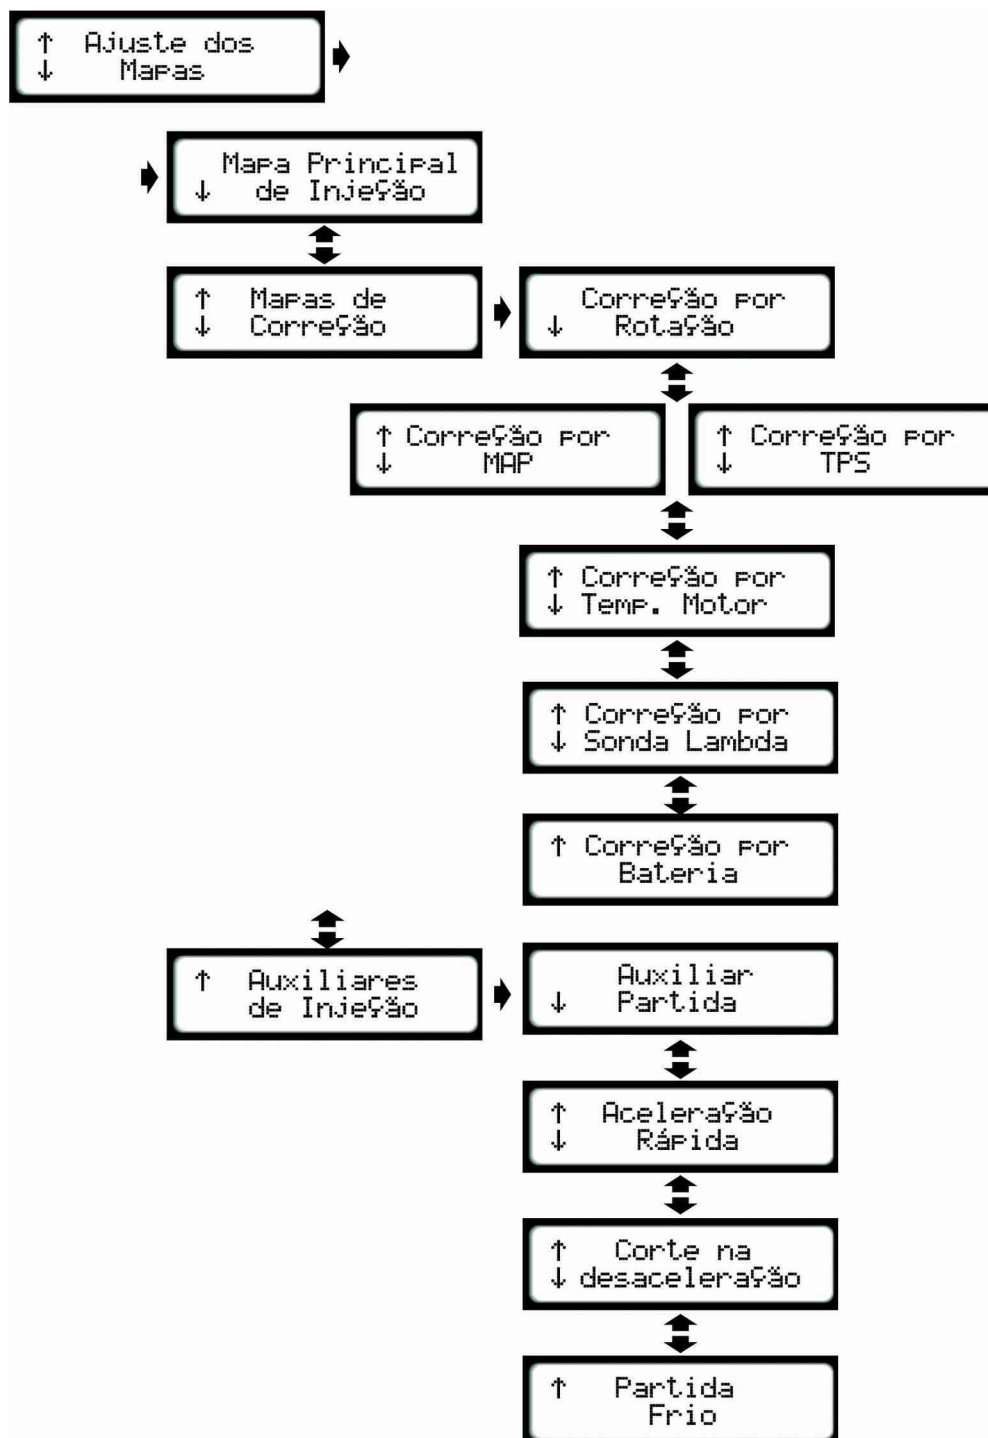 ↑ Ajuste dos
↓ Mapas
Mapa Principal
↓ de Injeção
↑ Mapas de
↓ Correção
Correção por
↓ Rotação
↑ Correção por
↓ MAP
↑ Correção por
↓ TPS
↑ Correção por
↓ Temp. Motor
↑ Correção por
↓ Sonda Lambda
↑ Correção por
Bateria
↑ Auxiliares
de Injeção
Auxiliar
↓ Partida
↑ Aceleração
↓ Rápida
↑ Corte na
↓ desaceleração
↑ Partida
Frio